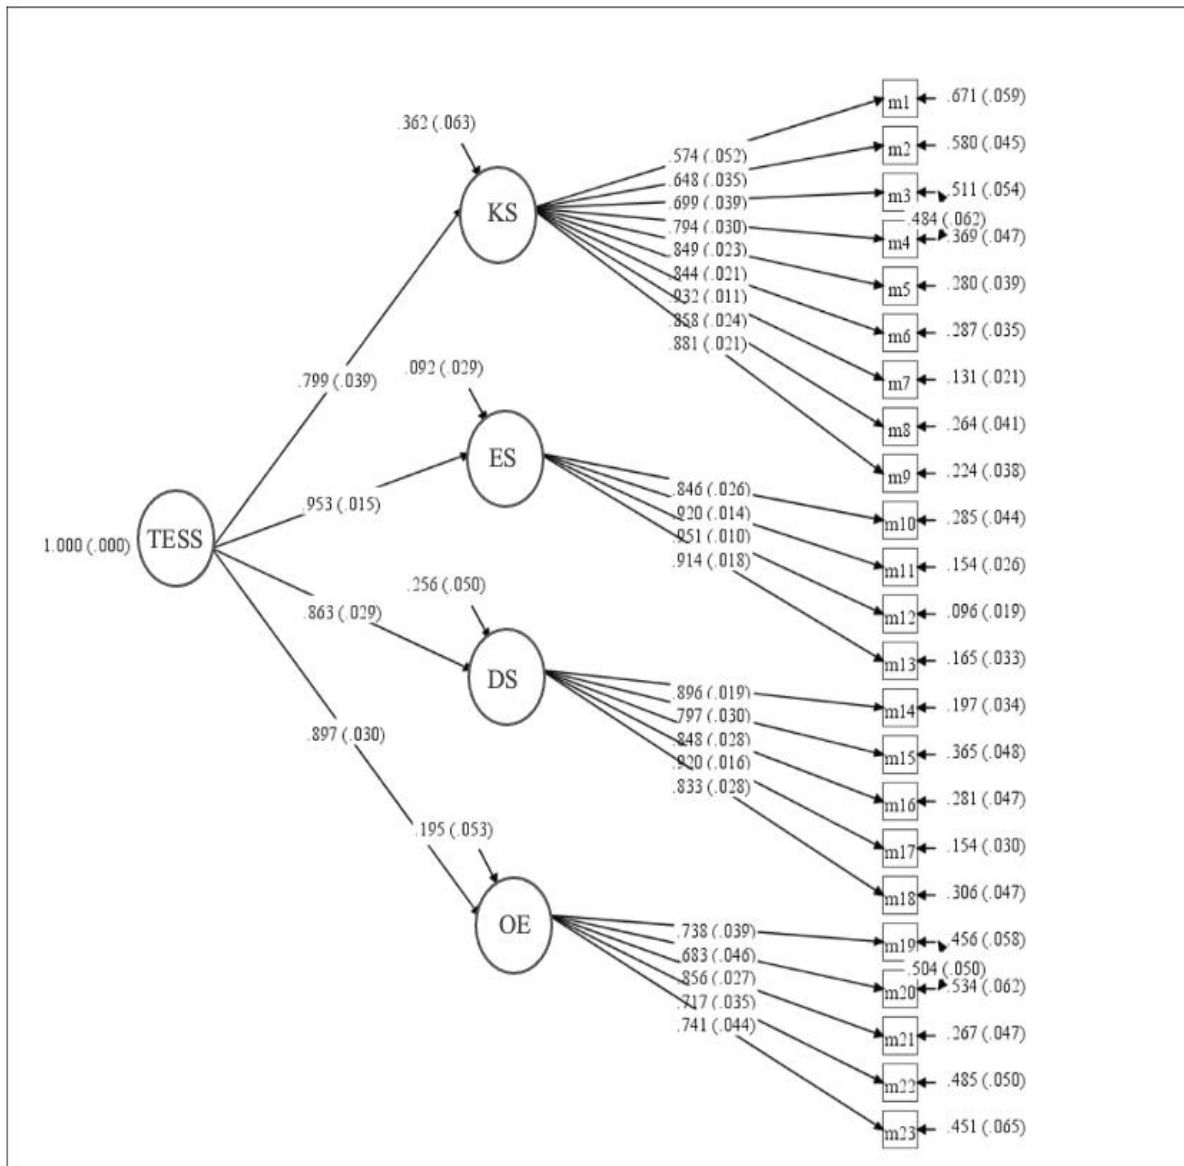 m1 .671 (.059)
.362 (.063)
m2 .580 (.045)
.574 (.052)
.648 (.035)
m3 .511 (.054)
.699 (.039)
KS
.484 (.062)
.794 (.030)
m4 .369 (.047)
.849 (.023)
.844 (.021)
m5 .280 (.039)
.932 (.011)
.858 (.024)
m6 .287 (.035)
.881 (.021)
.092 (.029)
m7 .131 (.021)
.799 (.039)
m8 .264 (.041)
ES
m9 .224 (.038)
.846 (.026)
.953 (.015)
.920 (.014)
m10 .285 (.044)
.951 (.010)
TESS
1.000 (.000)
.914 (.018)
m11 .154 (.026)
.256 (.050)
.863 (.029)
m12 .096 (.019)
m13 .165 (.033)
DS
.896 (.019)
m14 .197 (.034)
.797 (.030)
.897 (.030)
.848 (.028)
m15 .365 (.048)
.920 (.016)
.833 (.028)
m16 .281 (.047)
.195 (.053)
m17 .154 (.030)
m18 .306 (.047)
OE
.738 (.039)
m19 .456 (.058)
.683 (.046)
.504 (.050)
.856 (.027)
m20 .534 (.062)
.717 (.035)
.741 (.044)
m21 .267 (.047)
m22 .485 (.050)
m23 .451 (.065)